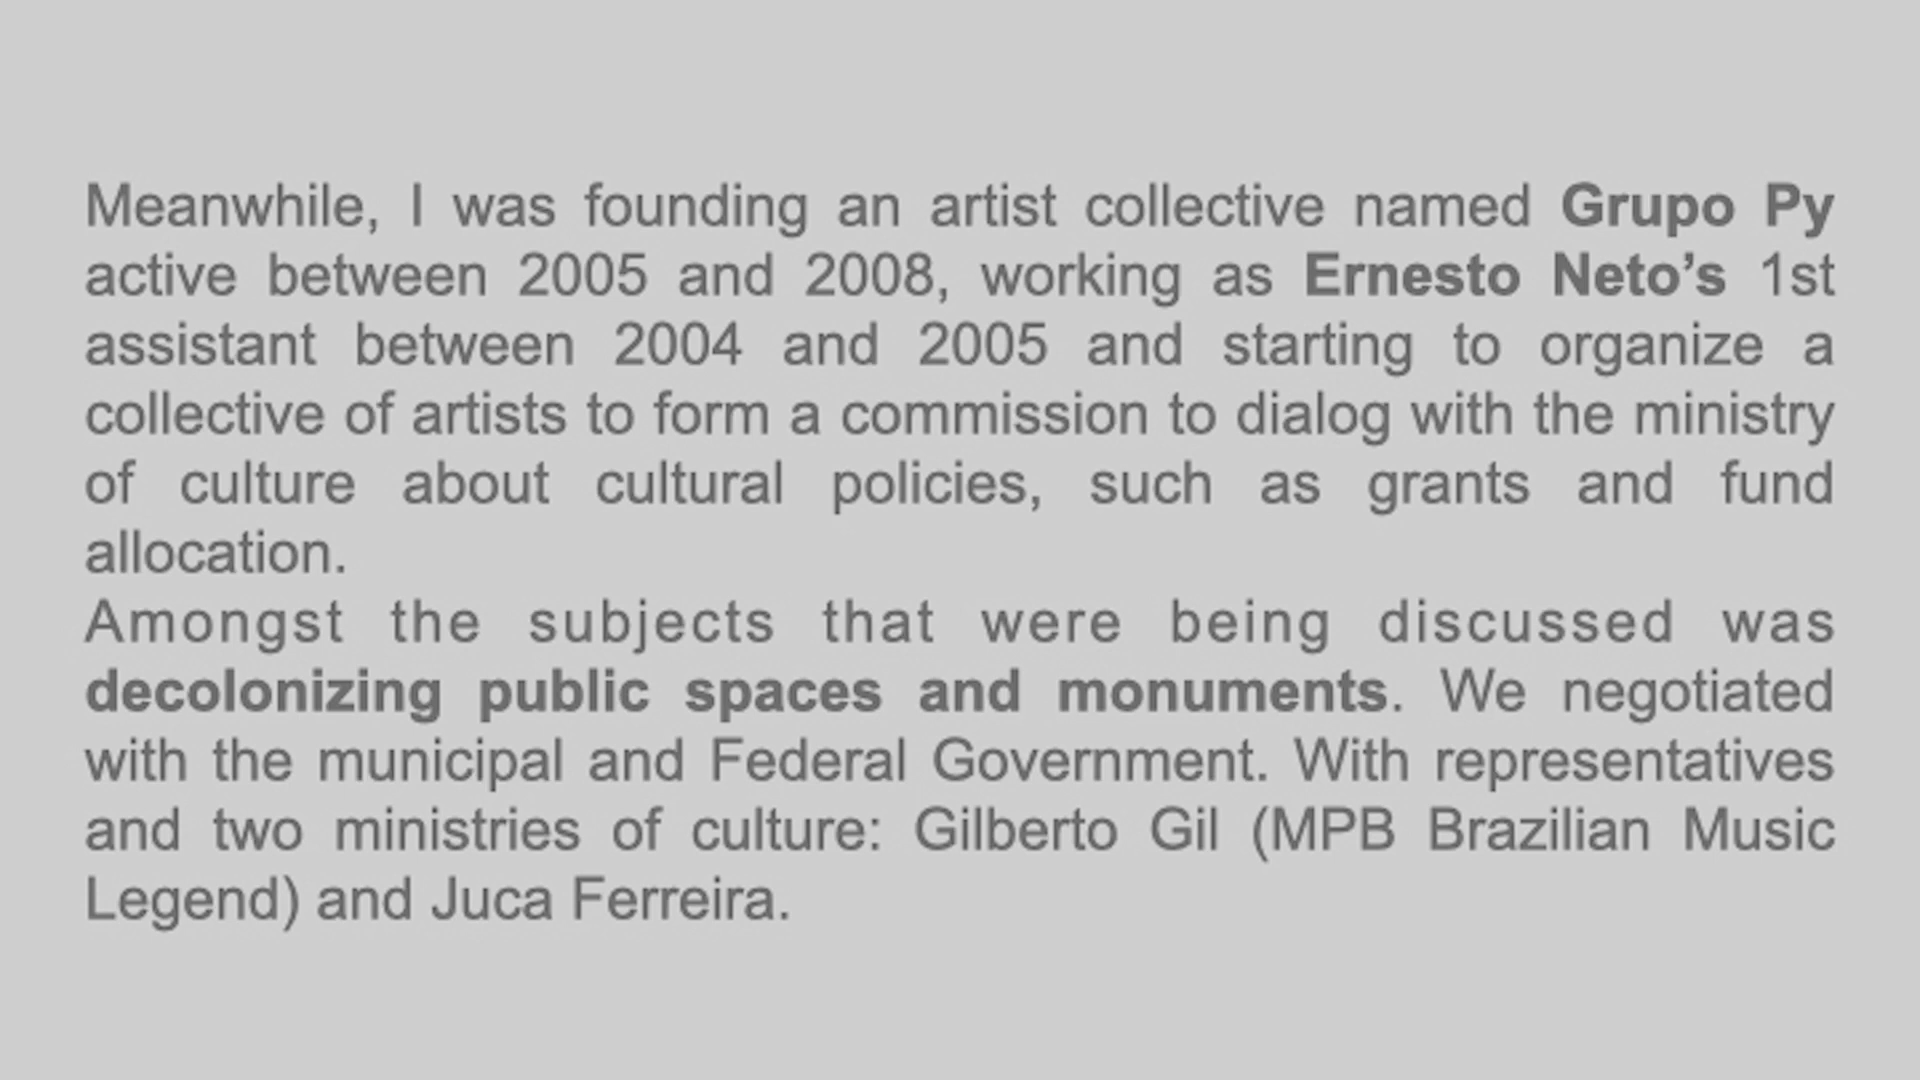 Meanwhile, I was founding an artist collective named Grupo Py
active between 2005 and 2008, working as Ernesto Neto’s 1st
assistant between 2004 and 2005 and starting to organize a
collective of artists to form a commission to dialog with the ministry
of culture about cultural policies, such as grants and fund
allocation.
Amongst the subjects that were being discussed was
decolonizing public spaces and monuments. We negotiated
with the municipal and Federal Government. With representatives
and two ministries of culture: Gilberto Gil (MPB Brazilian Music
Legend) and Juca Ferreira.